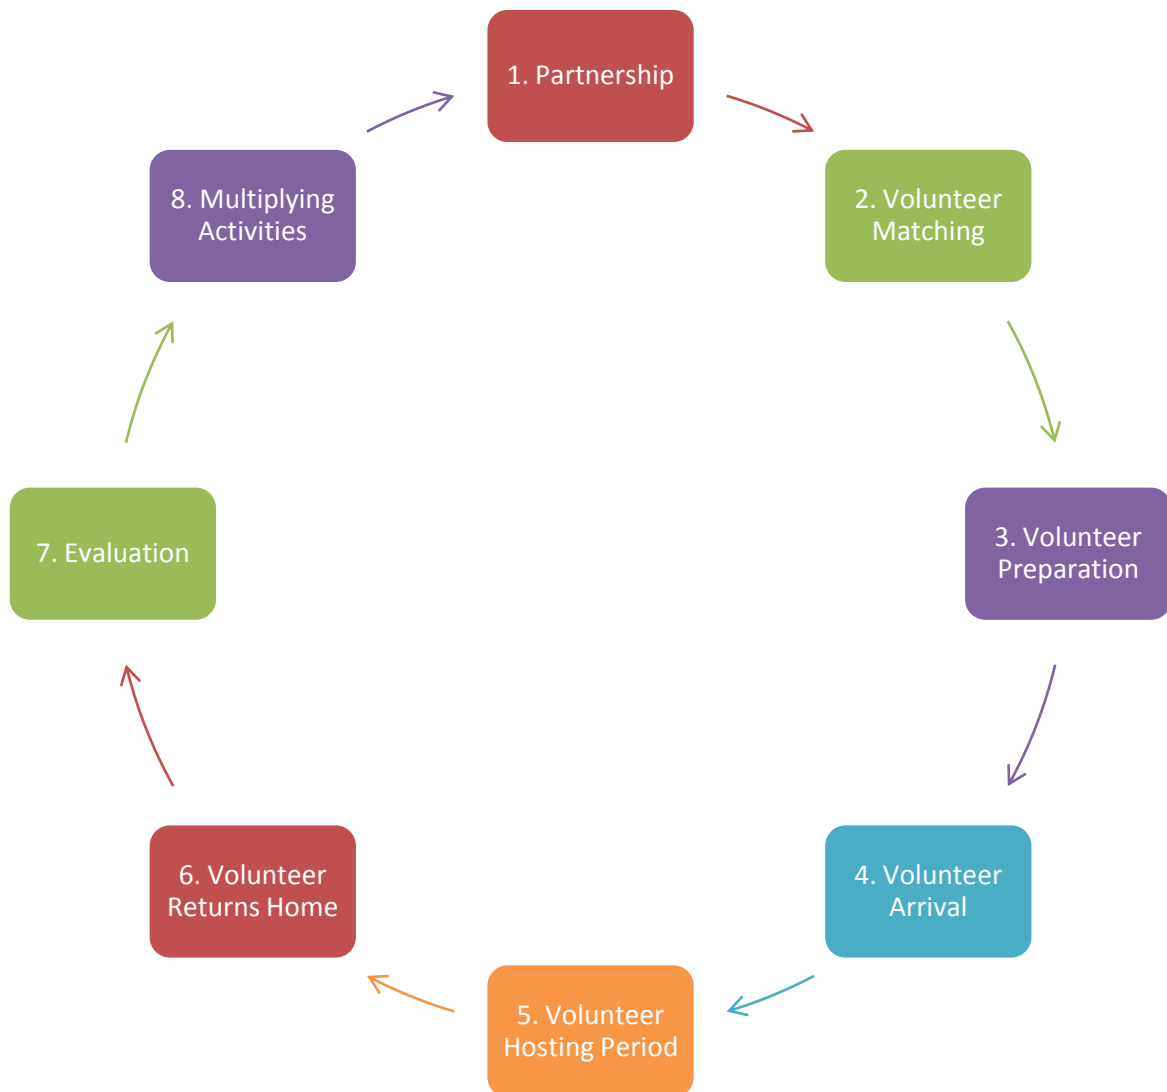 1. Partnership
2. Volunteer
Matching
3. Volunteer
Preparation
4. Volunteer
Arrival
5. Volunteer
Hosting Period
6. Volunteer
Returns Home
7. Evaluation
8. Multiplying
Activities